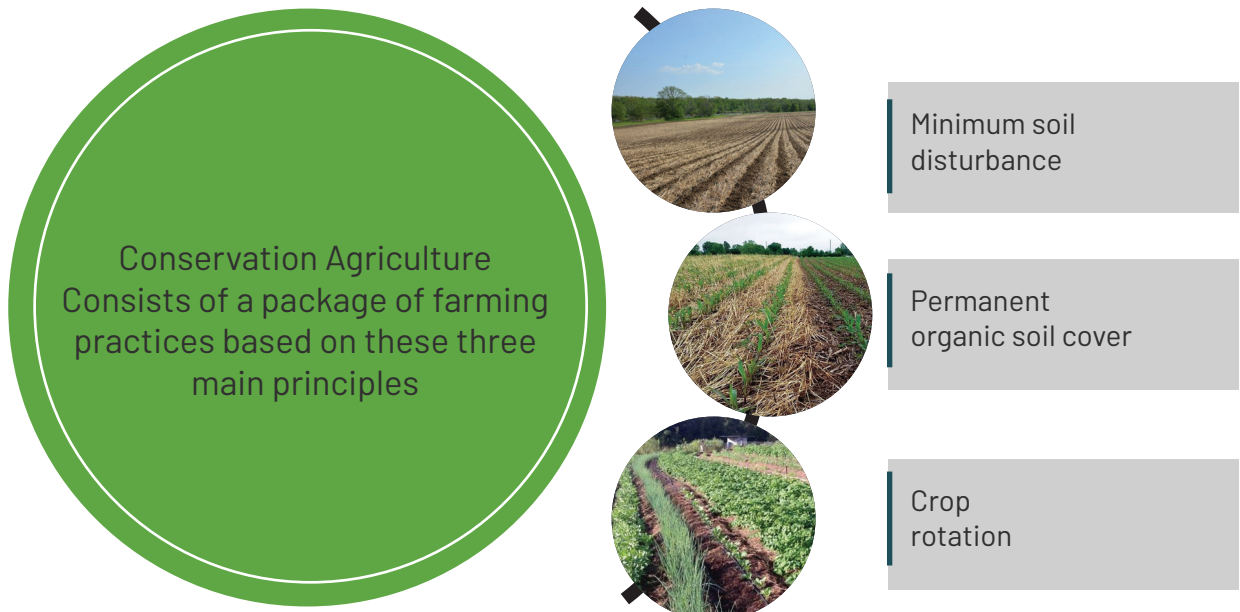 Conservation Agriculture
Consists of a package of farming
practices based on these three
main principles
Minimum soil
disturbance
Permanent
organic soil cover
Crop
rotation